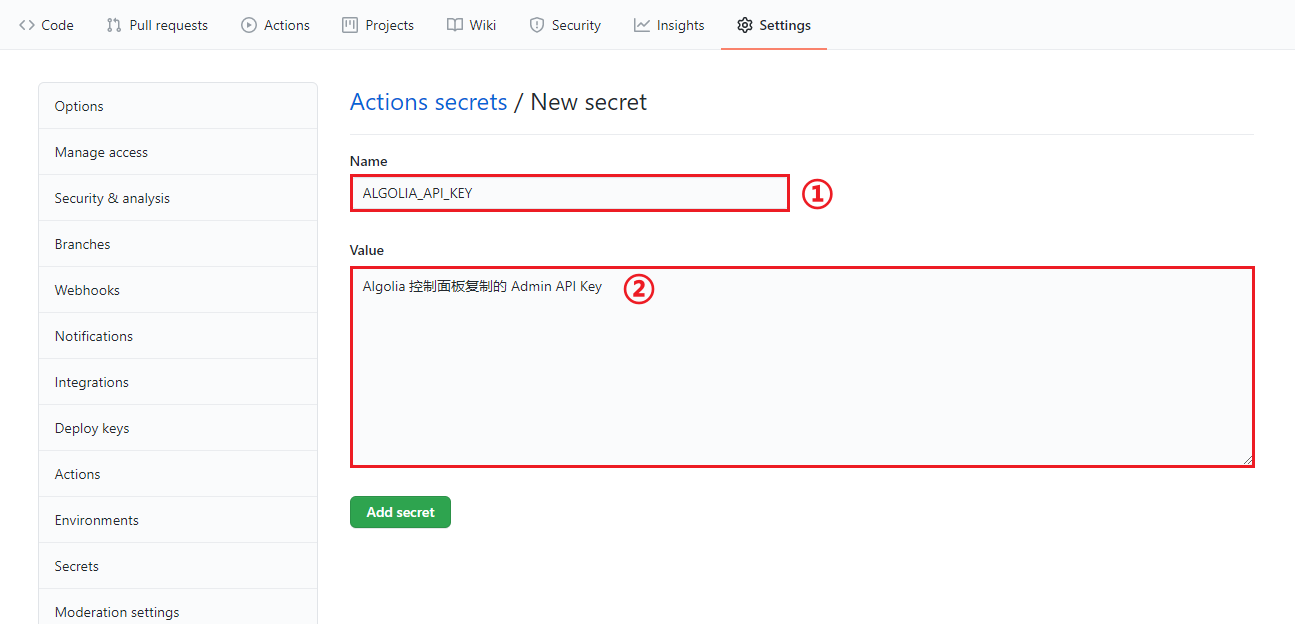 Code Pull requests Actions Projects Wiki Security Insights Settings
Options
Manage access
Security & analysis
Branches
Webhooks
Notifications
Integrations
Deploy keys
Actions
Environments
Secrets
Moderation settings
Actions secrets / New secret
Name
ALGOLIA_API_KEY ①
Value
Algolia 控制面板复制的 Admin API Key ②
Add secret